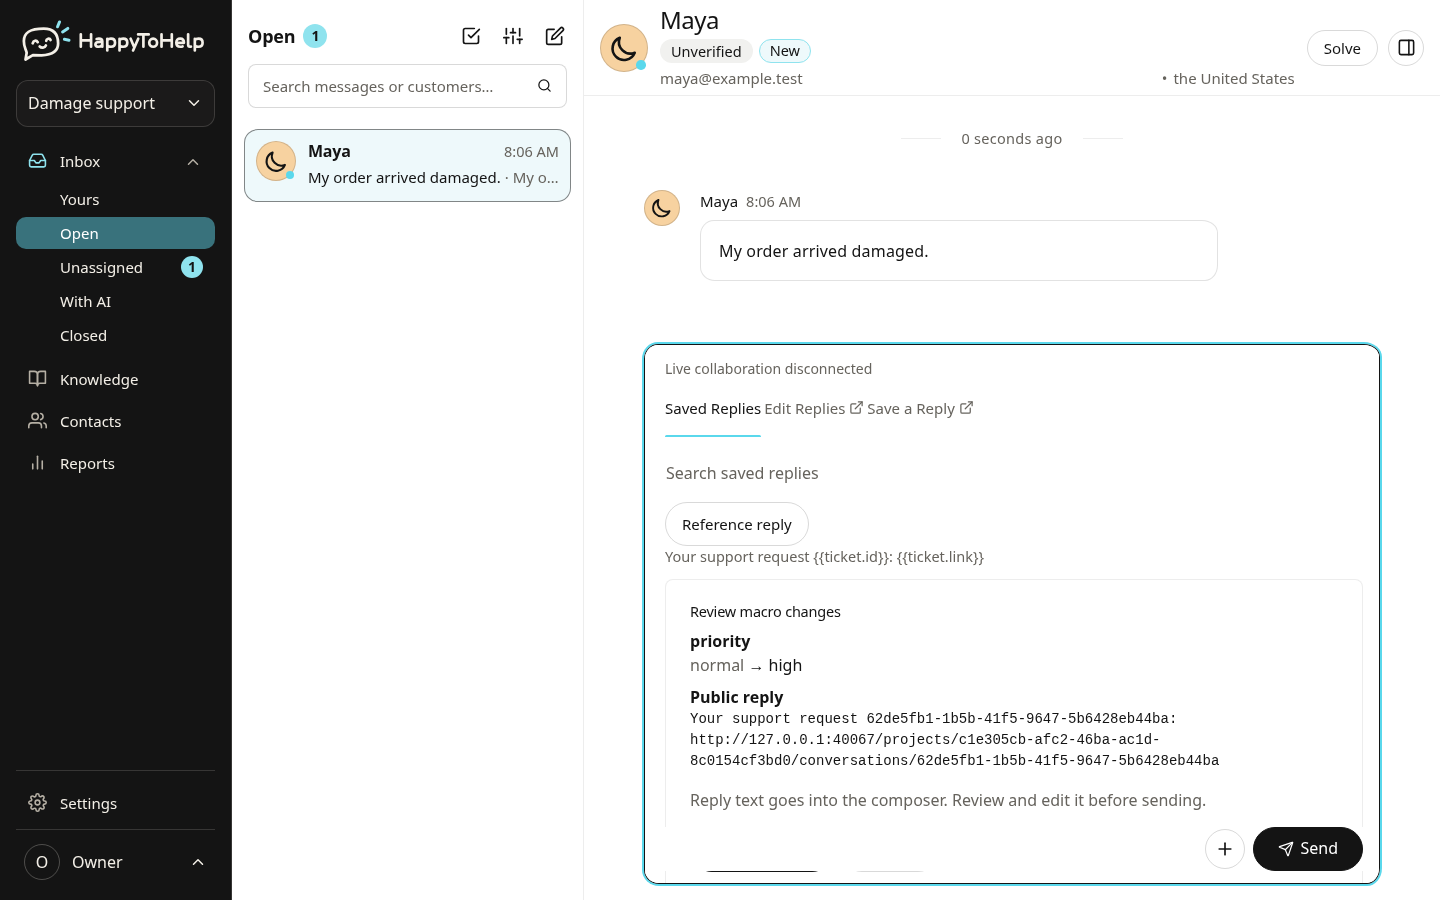 HappyToHelp
Damage support
Inbox
Yours
Open
Unassigned 1
With AI
Closed
Knowledge
Contacts
Reports
Settings
O Owner
Open 1
Search messages or customers...
Maya 8:06 AM
My order arrived damaged. · My o...
Maya
Unverified New
maya@example.test • the United States
Solve
0 seconds ago
Maya 8:06 AM
My order arrived damaged.
Live collaboration disconnected
Saved Replies Edit Replies Save a Reply
Search saved replies
Reference reply
Your support request {{ticket.id}}: {{ticket.link}}
Review macro changes
priority
normal → high
Public reply
Your support request 62de5fb1-1b5b-41f5-9647-5b6428eb44ba:
http://127.0.0.1:40067/projects/c1e305cb-afc2-46ba-ac1d-
8c0154cf3bd0/conversations/62de5fb1-1b5b-41f5-9647-5b6428eb44ba
Reply text goes into the composer. Review and edit it before sending.
Send